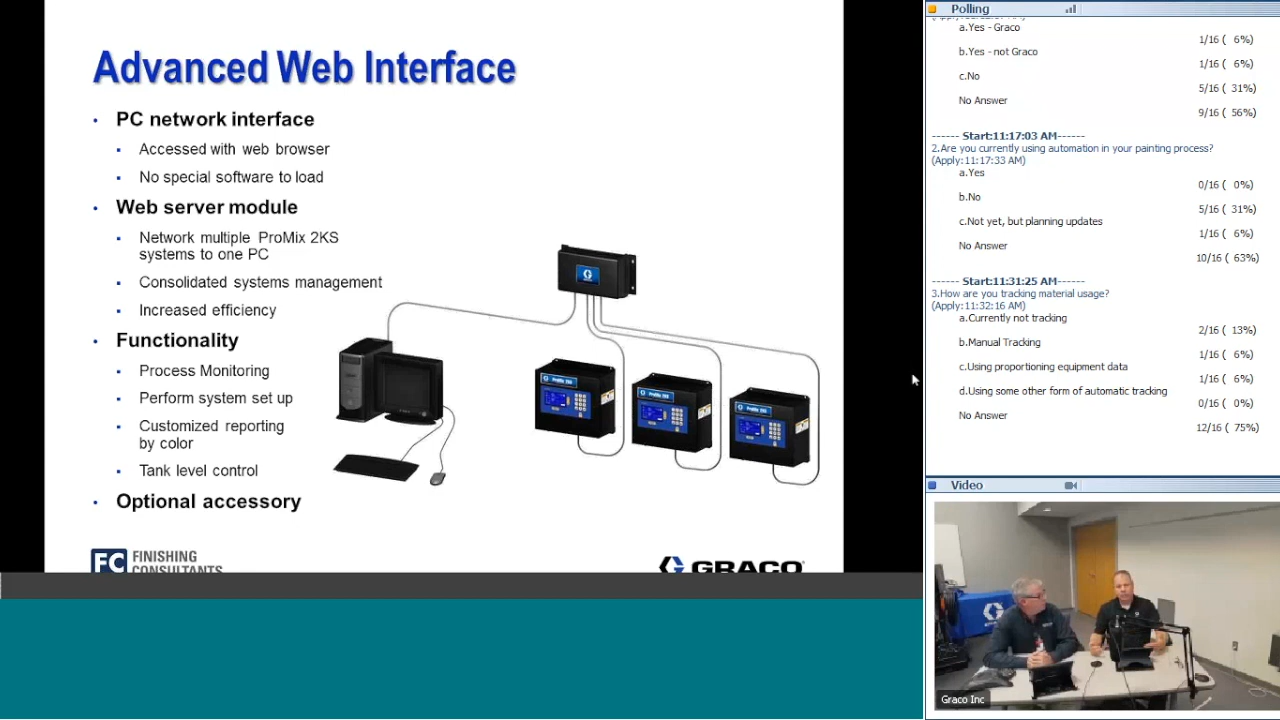 Advanced Web Interface
• PC network interface
▪ Accessed with web browser
▪ No special software to load
• Web server module
▪ Network multiple ProMix 2KS
systems to one PC
▪ Consolidated systems management
▪ Increased efficiency
• Functionality
▪ Process Monitoring
▪ Perform system set up
▪ Customized reporting
by color
▪ Tank level control
• Optional accessory
FC FINISHING
CONSULTANTS
GRACO
Polling
a.Yes - Graco
1/16 ( 6%)
b.Yes - not Graco
1/16 ( 6%)
c.No
5/16 ( 31%)
No Answer
9/16 ( 56%)
------ Start:11:17:03 AM------
2.Are you currently using automation in your painting process?
(Apply:11:17:33 AM)
a.Yes
0/16 ( 0%)
b.No
5/16 ( 31%)
c.Not yet, but planning updates
1/16 ( 6%)
No Answer
10/16 ( 63%)
------ Start:11:31:25 AM------
3.How are you tracking material usage?
(Apply:11:32:16 AM)
a.Currently not tracking
2/16 ( 13%)
b.Manual Tracking
1/16 ( 6%)
c.Using proportioning equipment data
1/16 ( 6%)
d.Using some other form of automatic tracking
0/16 ( 0%)
No Answer
12/16 ( 75%)
Video
Graco Inc